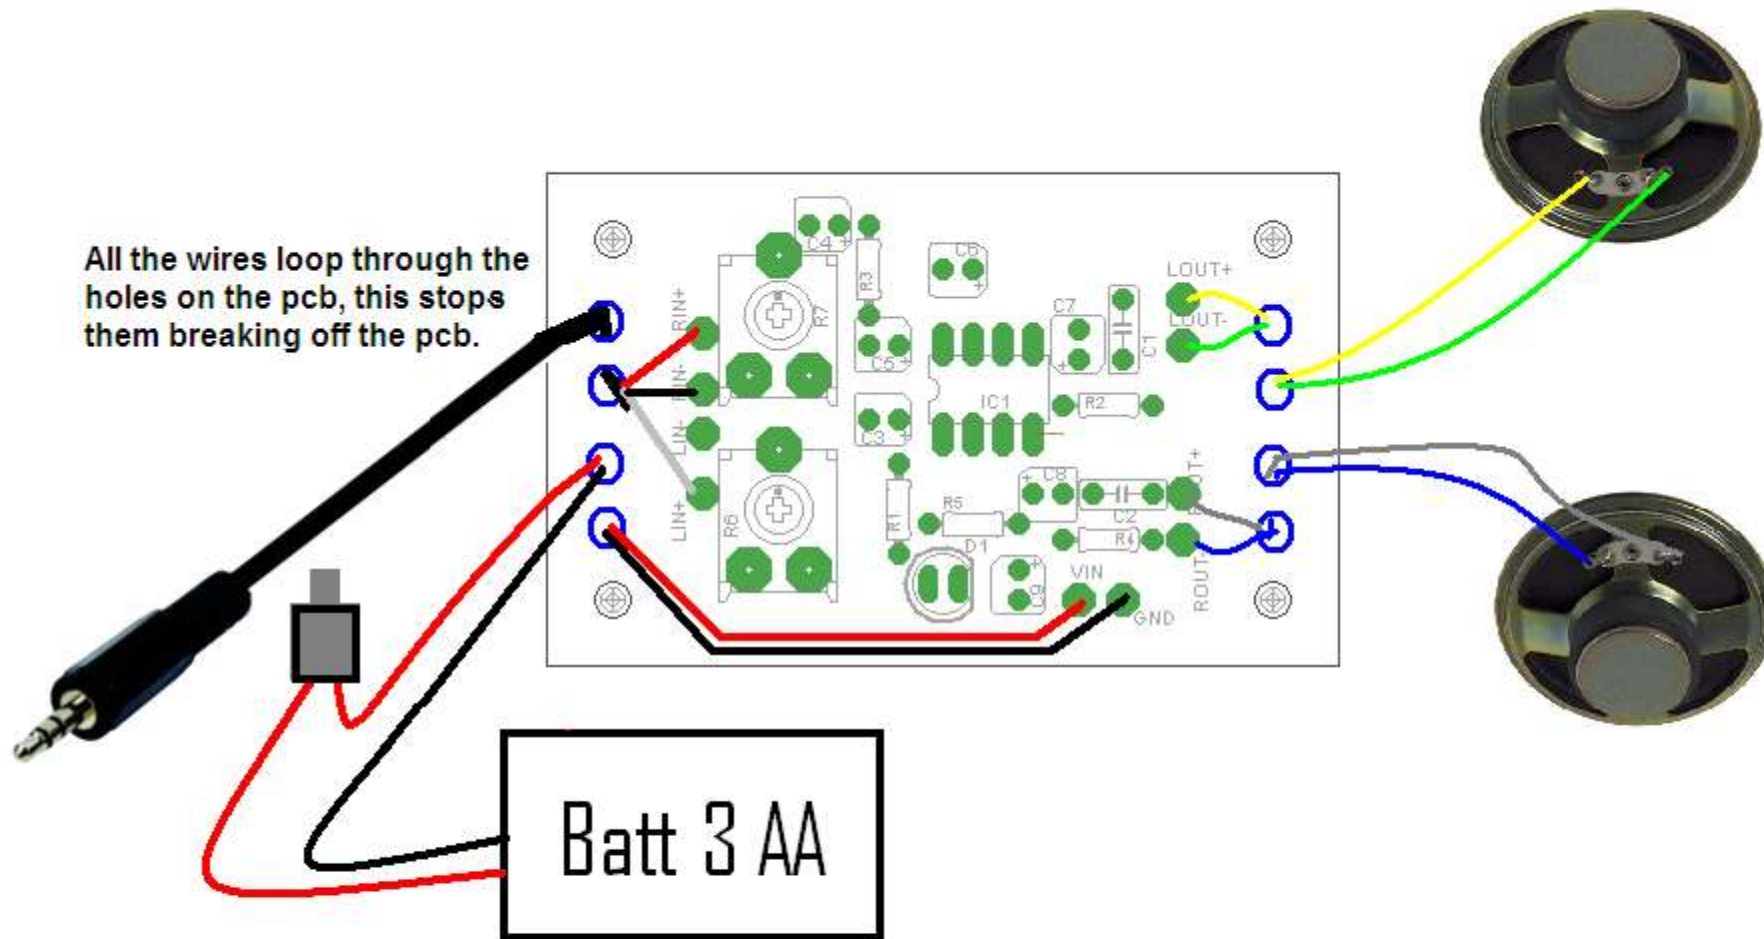 All the wires loop through the
holes on the pcb, this stops
them breaking off the pcb.
C4
+
R3
C6
+
RIN+
R7
LOUT+
C7
LOUT-
C1
+
C5
+
RIN-
IC1
R2
LIN-
C3
+
C8
+
LIN+
R6
R1
R5
C2
R4
D1
VIN
+
C9
ROUT-
GND
Batt 3 AA